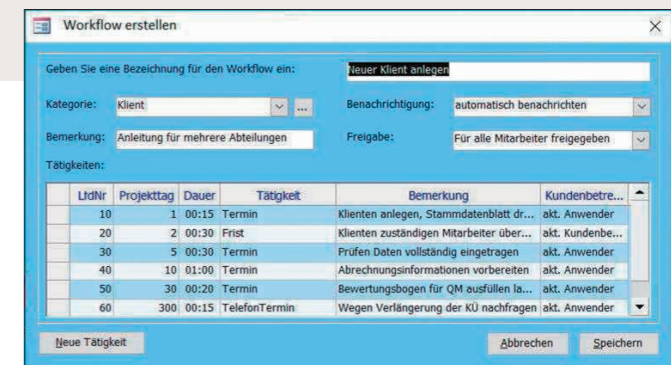 Workflow erstellen
Geben Sie eine Bezeichnung für den Workflow ein: Neuer Klient anlegen
Kategorie: Klient ... Benachrichtigung: automatisch benachrichten
Bemerkung: Anleitung für mehrere Abteilungen Freigabe: Für alle Mitarbeiter freigegeben
Tätigkeiten:
LfdNr Projekttag Dauer Tätigkeit Bemerkung Kundenbetre...
10 1 00:15 Termin Klienten anlegen, Stammdatenblatt dr... akt. Anwender
20 2 00:30 Frist Klienten zuständigen Mitarbeiter über... akt. Kundenbe...
30 5 00:30 Termin Prüfen Daten vollständig eingetragen akt. Anwender
40 10 01:00 Termin Abrechnungsinformationen vorbereiten akt. Anwender
50 30 00:20 Termin Bewertungsbogen für QM ausfüllen la... akt. Anwender
60 300 00:15 TelefonTermin Wegen Verlängerung der KÜ nachfragen akt. Anwender
Neue Tätigkeit Abbrechen Speichern